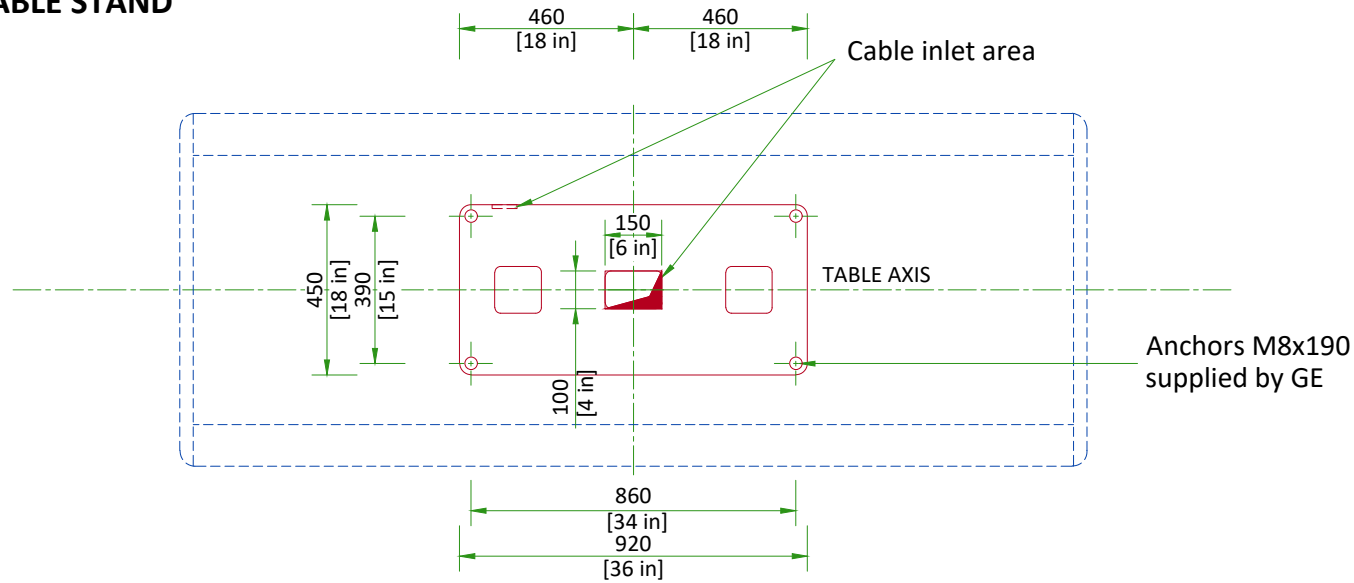 ABLE STAND
460
[18 in]
460
[18 in]
Cable inlet area
150
[6 in]
450
[18 in]
390
[15 in]
TABLE AXIS
100
[4 in]
Anchors M8x190
supplied by GE
860
[34 in]
920
[36 in]